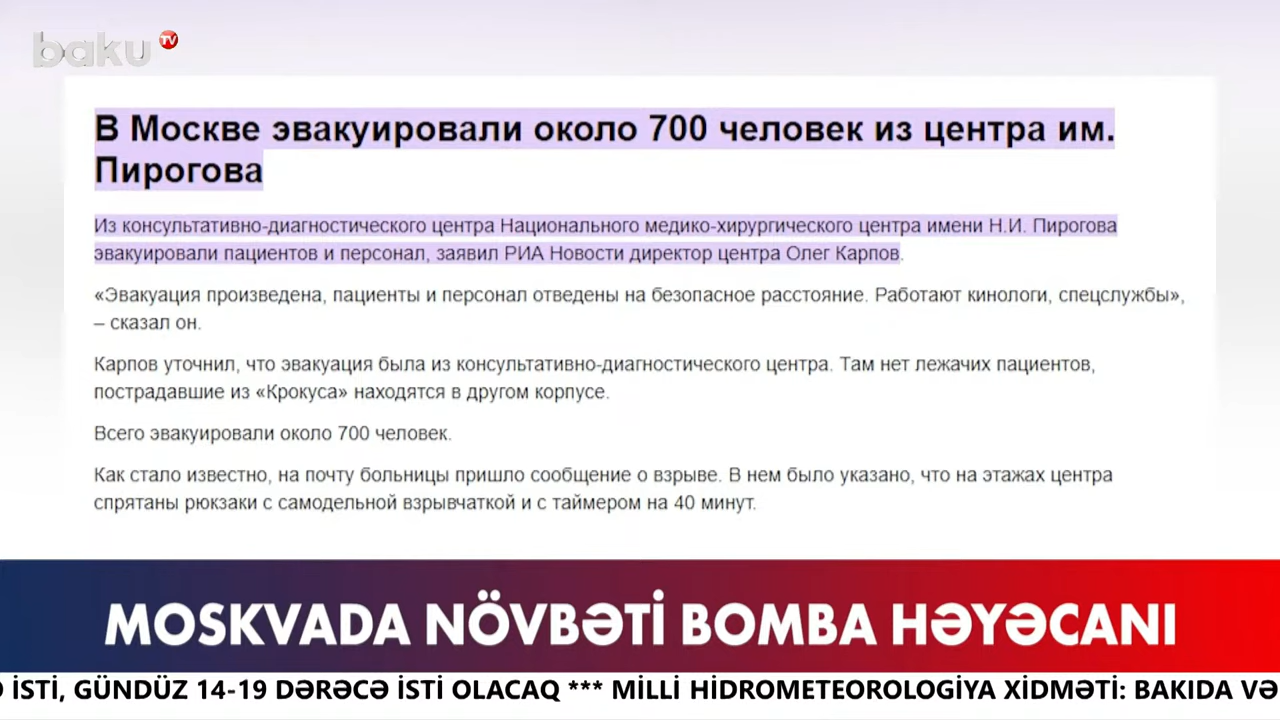 baku TV
В Москве эвакуировали около 700 человек из центра им.
Пирогова
Из консультативно-диагностического центра Национального медико-хирургического центра имени Н.И. Пирогова
эвакуировали пациентов и персонал, заявил РИА Новости директор центра Олег Карпов.
«Эвакуация произведена, пациенты и персонал отведены на безопасное расстояние. Работают кинологи, спецслужбы»,
– сказал он.
Карпов уточнил, что эвакуация была из консультативно-диагностического центра. Там нет лежачих пациентов,
пострадавшие из «Крокуса» находятся в другом корпусе.
Всего эвакуировали около 700 человек.
Как стало известно, на почту больницы пришло сообщение о взрыве. В нем было указано, что на этажах центра
спрятаны рюкзаки с самодельной взрывчаткой и с таймером на 40 минут.
MOSKVADA NÖVBƏTİ BOMBA HƏYƏCANI
İSTİ, GÜNDÜZ 14-19 DƏRƏCƏ İSTİ OLACAQ *** MİLLİ HİDROMETEOROLOGİYA XİDMƏTİ: BAKIDA VƏ